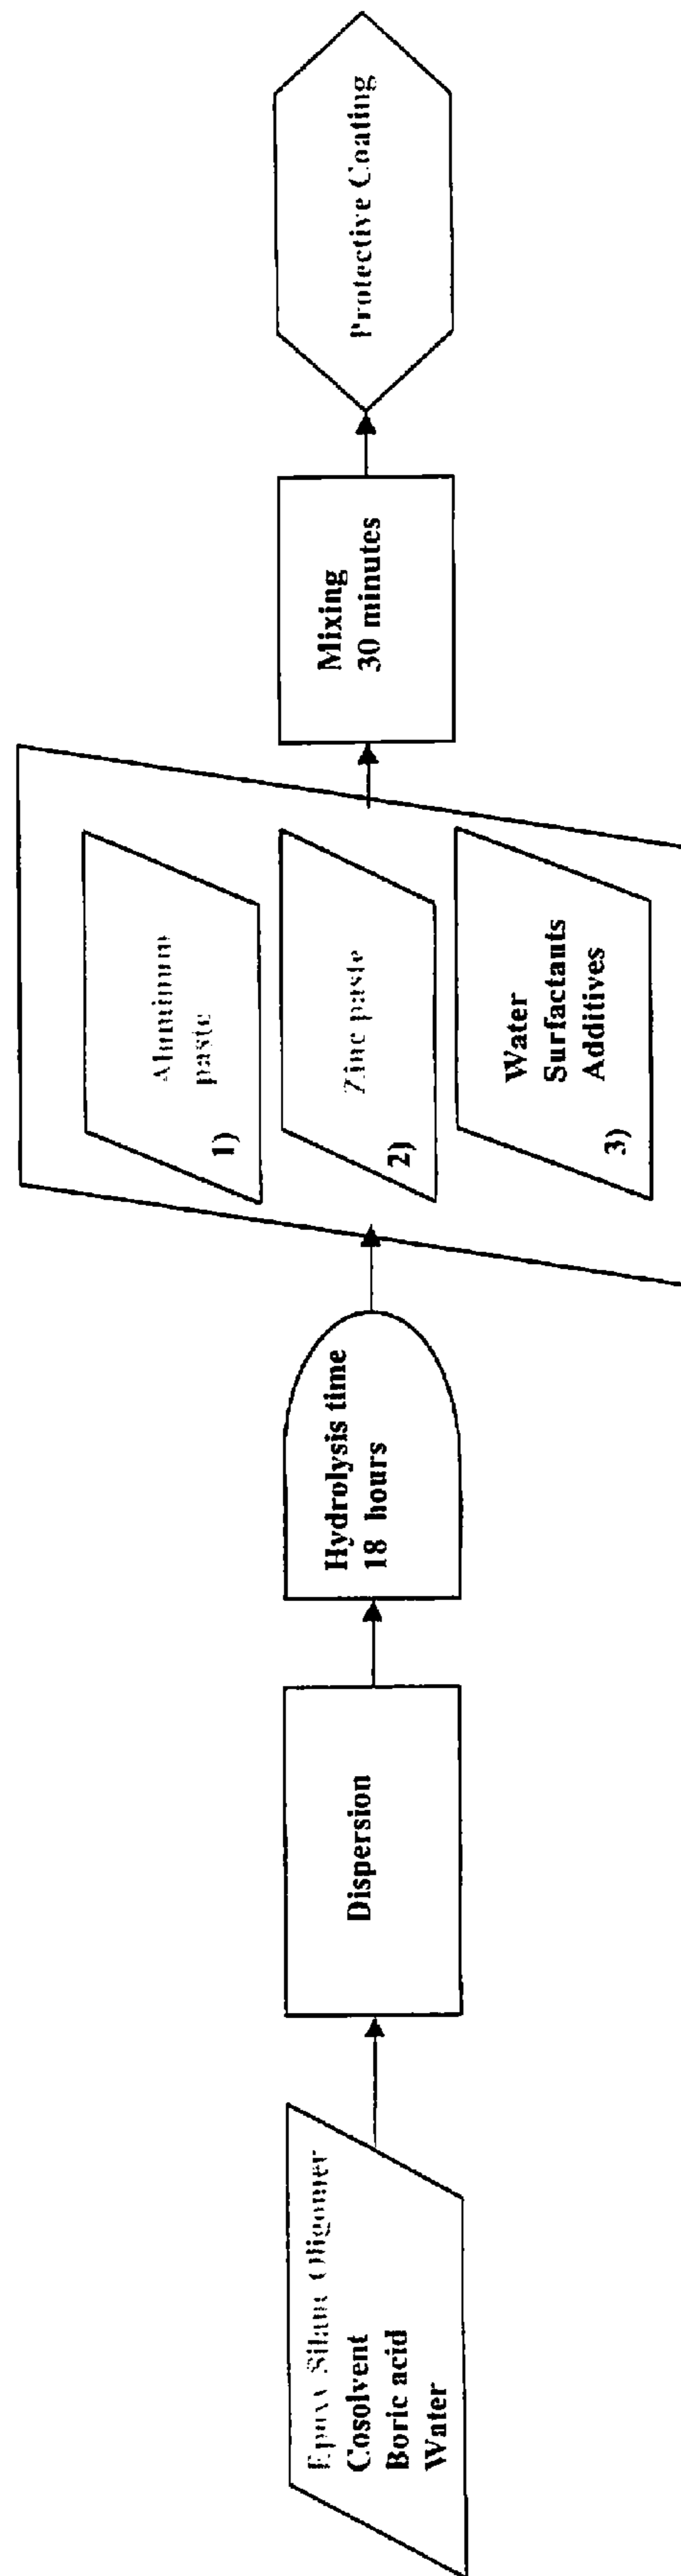 Epoxy Silane Oligomer
Cosolvent
Boric acid
Water
Dispersion
Hydrolysis time
18 hours
Aluminum
paste
1)
Zinc paste
2)
Water
Surfactants
Additives
3)
Mixing
30 minutes
Protective Coating